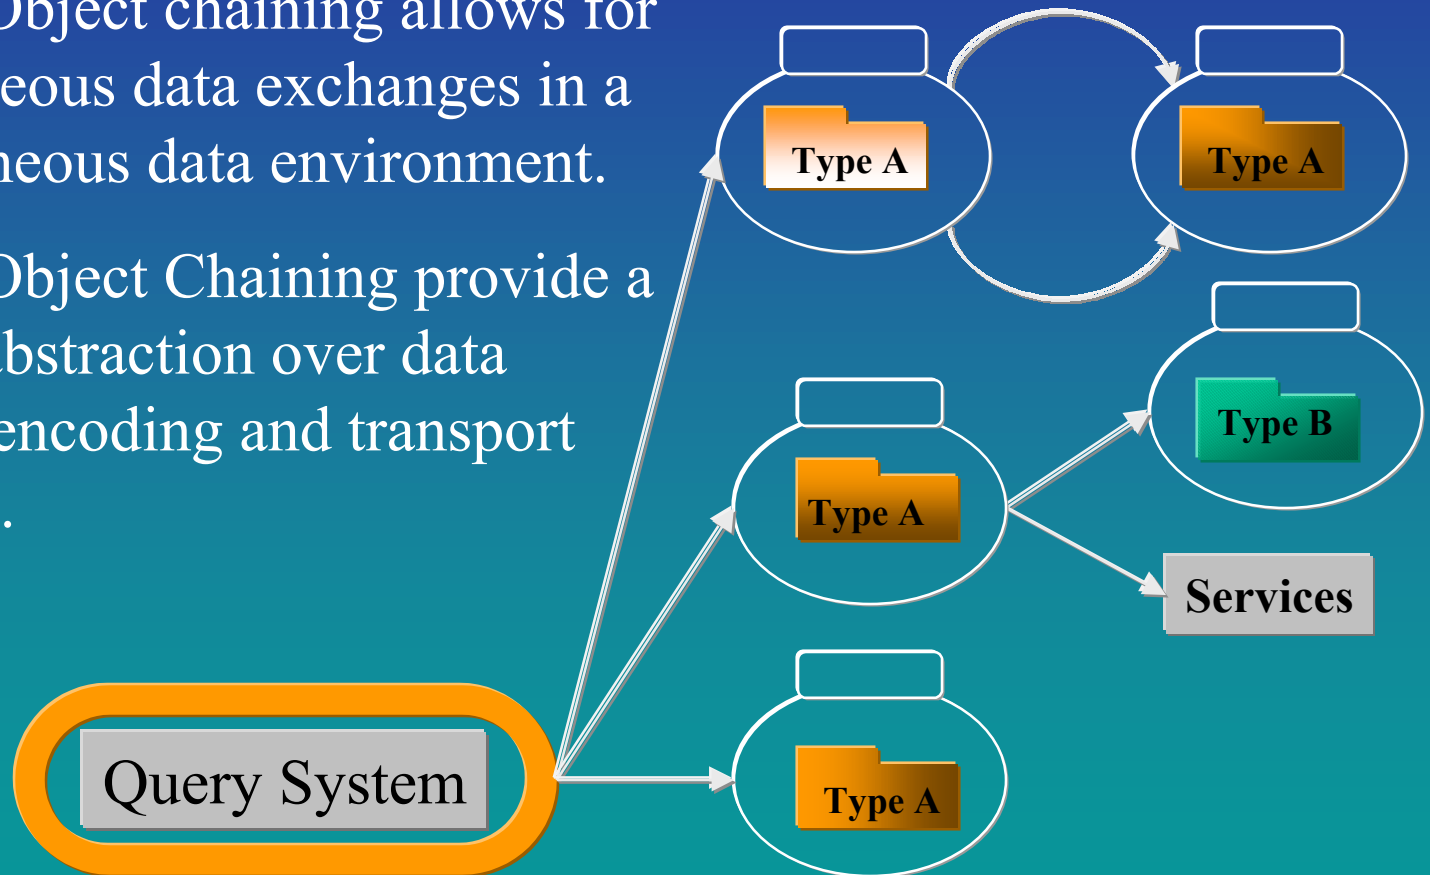 Object chaining allows for
eous data exchanges in a
neous data environment.
Object Chaining provide a
abstraction over data
encoding and transport
.
Type A
Type A
Type B
Type A
Services
Query System
Type A